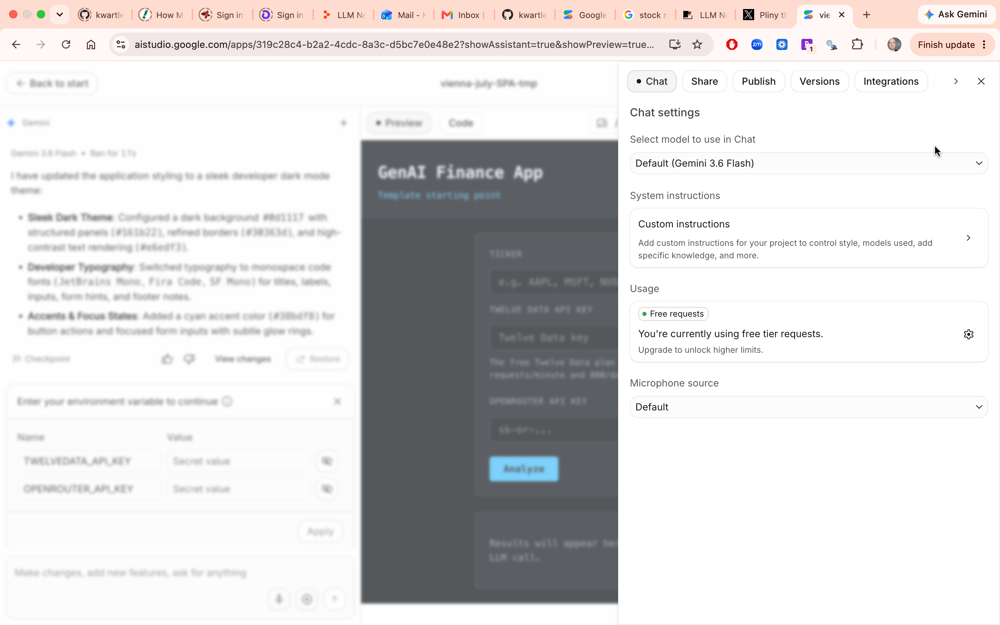 kwartle
How M
Sign in
Sign in
LLM Ne
Mail - K
Inbox (
kwartle
Google
stock m
LLM Ne
Pliny th
vie
Ask Gemini
aistudio.google.com/apps/319c28c4-b2a2-4cdc-8a3c-d5bc7e0e48e2?showAssistant=true&showPreview=true...
zm
1
Finish update
Back to start
vienna-july-SPA-tmp
Gemini
Gemini 3.6 Flash • Ran for 17s
I have updated the application styling to a sleek developer dark mode
theme:
• Sleek Dark Theme: Configured a dark background #0d1117 with
structured panels (#161b22), refined borders (#30363d), and high-
contrast text rendering (#e6edf3).
• Developer Typography: Switched typography to monospace code
fonts (JetBrains Mono, Fira Code, SF Mono) for titles, labels,
inputs, form hints, and footer notes.
• Accents & Focus States: Added a cyan accent color (#38bdf8) for
button actions and focused form inputs with subtle glow rings.
Checkpoint
View changes
Restore
Enter your environment variable to continue
Name Value
TWELVEDATA_API_KEY Secret value
OPENROUTER_API_KEY Secret value
Apply
Make changes, add new features, ask for anything
Preview
Code
GenAI Finance App
Template starting point
TICKER
e.g. AAPL, MSFT, NVD
TWELVE DATA API KEY
Twelve Data key
The free Twelve Data plan
requests/minute and 800/da
OPENROUTER API KEY
sk-or-...
Analyze
Results will appear her
LLM call.
Chat
Share
Publish
Versions
Integrations
Chat settings
Select model to use in Chat
Default (Gemini 3.6 Flash)
System instructions
Custom instructions
Add custom instructions for your project to control style, models used, add
specific knowledge, and more.
Usage
Free requests
You're currently using free tier requests.
Upgrade to unlock higher limits.
Microphone source
Default